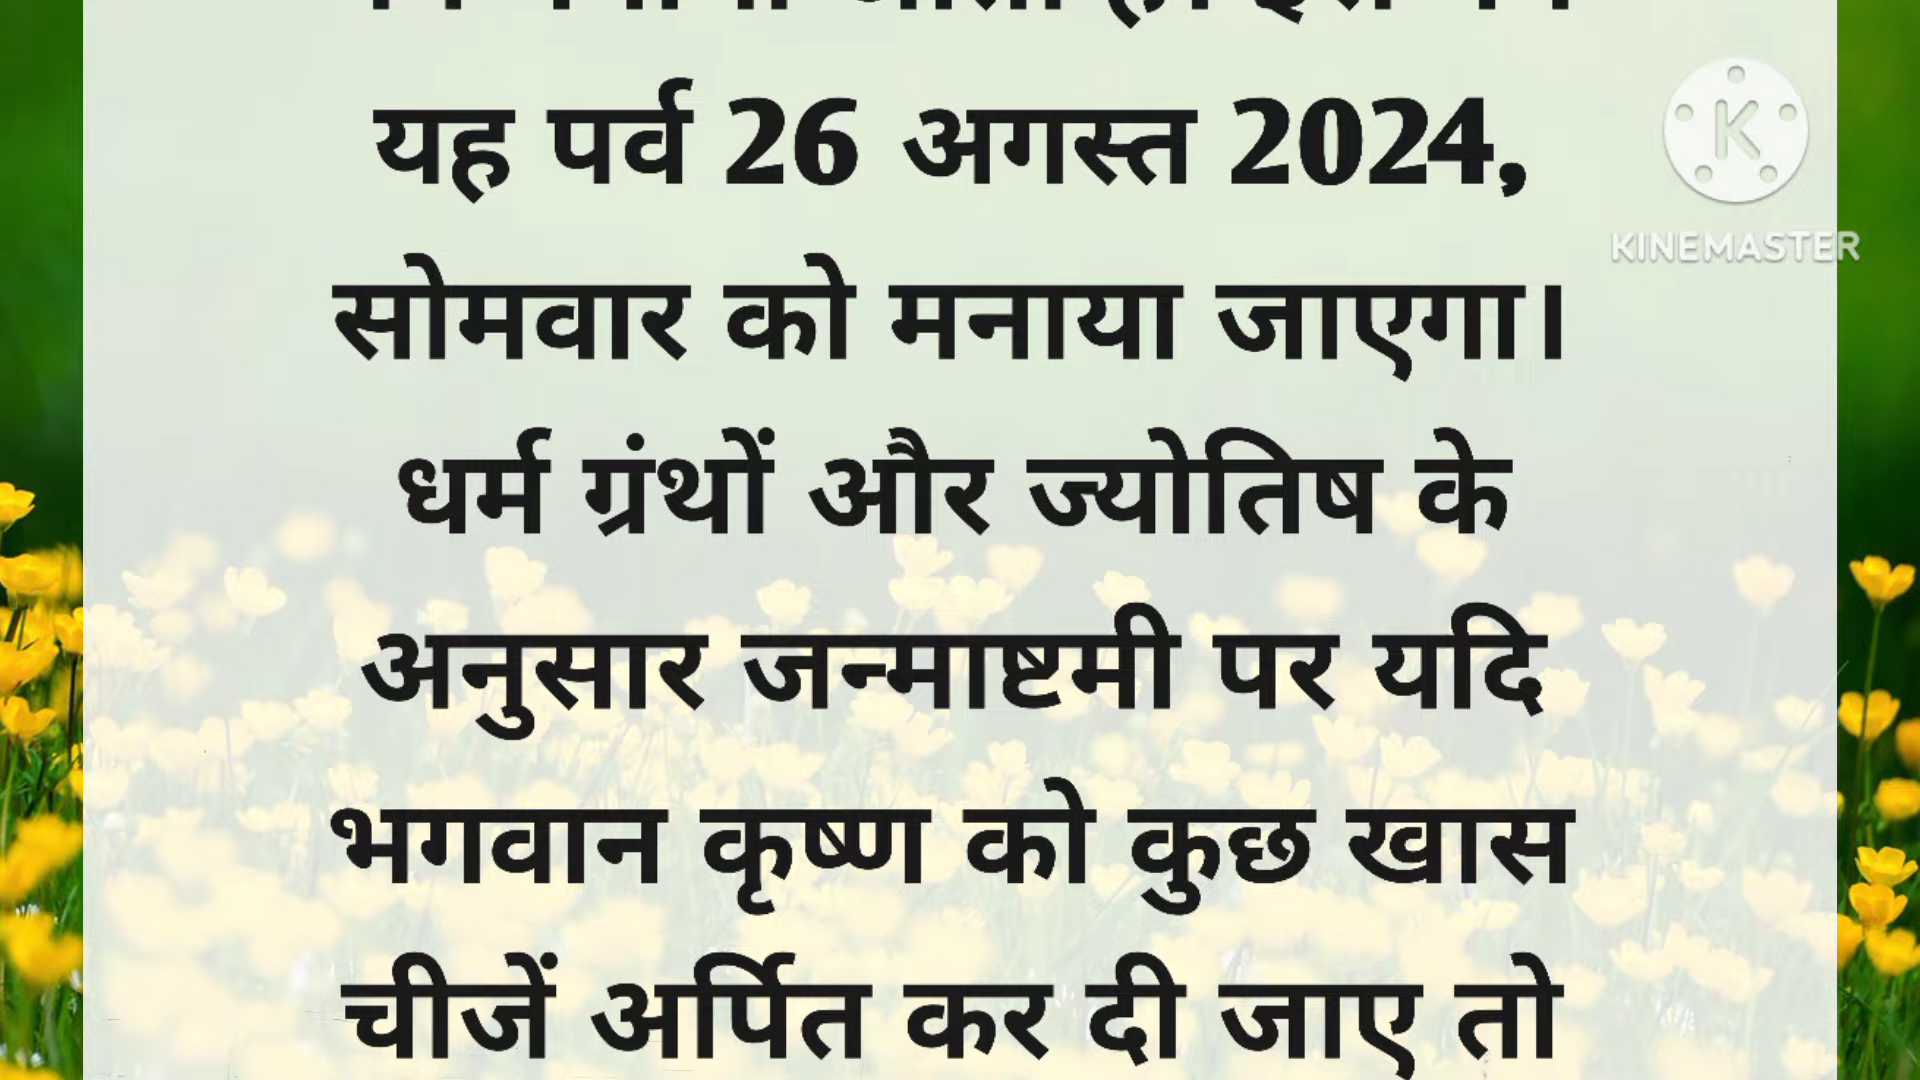 यह पर्व 26 अगस्त 2024,
सोमवार को मनाया जाएगा।
धर्म ग्रंथों और ज्योतिष के
अनुसार जन्माष्टमी पर यदि
भगवान कृष्ण को कुछ खास
चीजें अर्पित कर दी जाए तो
K
KINEMASTER